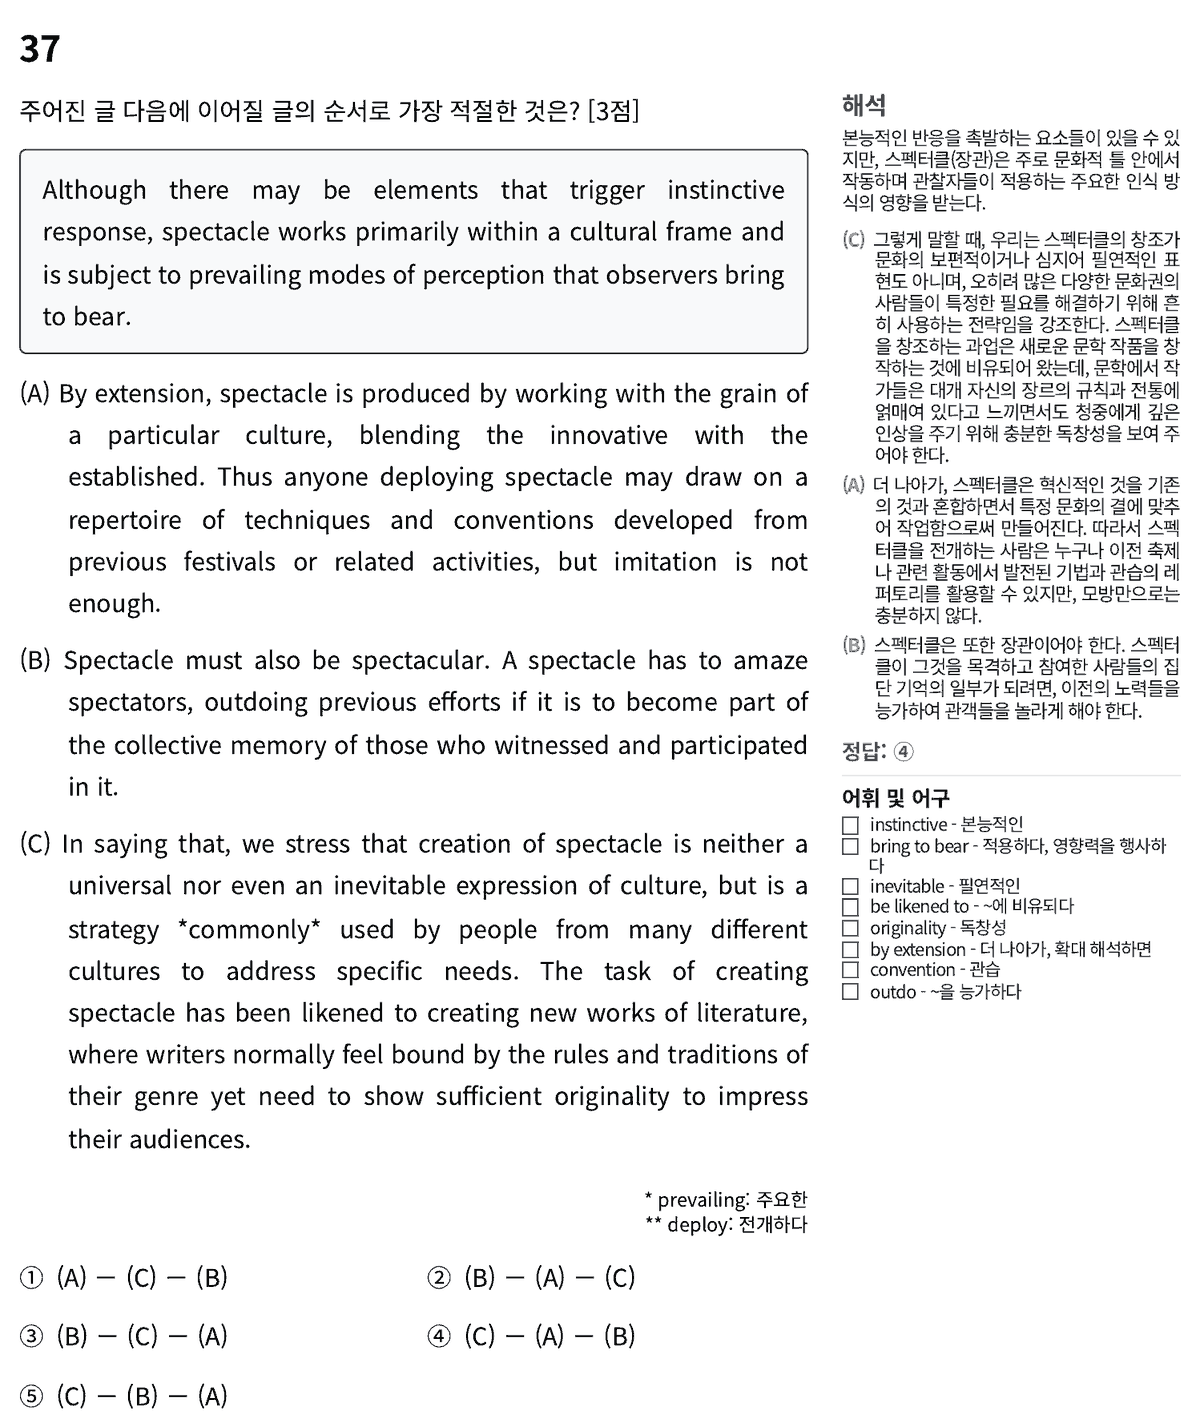 37
주어진 글 다음에 이어질 글의 순서로 가장 적절한 것은? [3점]
Although there may be elements that trigger instinctive
response, spectacle works primarily within a cultural frame and
is subject to prevailing modes of perception that observers bring
to bear.
(A) By extension, spectacle is produced by working with the grain of
a particular culture, blending the innovative with the
established. Thus anyone deploying spectacle may draw on a
repertoire of techniques and conventions developed from
previous festivals or related activities, but imitation is not
enough.
(B) Spectacle must also be spectacular. A spectacle has to amaze
spectators, outdoing previous efforts if it is to become part of
the collective memory of those who witnessed and participated
in it.
(C) In saying that, we stress that creation of spectacle is neither a
universal nor even an inevitable expression of culture, but is a
strategy *commonly* used by people from many different
cultures to address specific needs. The task of creating
spectacle has been likened to creating new works of literature,
where writers normally feel bound by the rules and traditions of
their genre yet need to show sufficient originality to impress
their audiences.
* prevailing: 주요한
** deploy: 전개하다
① (A) − (C) − (B)
② (B) − (A) − (C)
③ (B) − (C) − (A)
④ (C) − (A) − (B)
⑤ (C) − (B) − (A)
해석
본능적인 반응을 촉발하는 요소들이 있을 수 있
지만, 스펙터클(장관)은 주로 문화적 틀 안에서
작동하며 관찰자들이 적용하는 주요한 인식 방
식의 영향을 받는다.
(C) 그렇게 말할 때, 우리는 스펙터클의 창조가
문화의 보편적이거나 심지어 필연적인 표
현도 아니며, 오히려 많은 다양한 문화권의
사람들이 특정한 필요를 해결하기 위해 흔
히 사용하는 전략임을 강조한다. 스펙터클
을 창조하는 과업은 새로운 문학 작품을 창
작하는 것에 비유되어 왔는데, 문학에서 작
가들은 대개 자신의 장르의 규칙과 전통에
얽매여 있다고 느끼면서도 청중에게 깊은
인상을 주기 위해 충분한 독창성을 보여 주
어야 한다.
(A) 더 나아가, 스펙터클은 혁신적인 것을 기존
의 것과 혼합하면서 특정 문화의 결에 맞추
어 작업함으로써 만들어진다. 따라서 스펙
터클을 전개하는 사람은 누구나 이전 축제
나 관련 활동에서 발전된 기법과 관습의 레
퍼토리를 활용할 수 있지만, 모방만으로는
충분하지 않다.
(B) 스펙터클은 또한 장관이어야 한다. 스펙터
클이 그것을 목격하고 참여한 사람들의 집
단 기억의 일부가 되려면, 이전의 노력들을
능가하여 관객들을 놀라게 해야 한다.
정답: ④
어휘 및 어구
□ instinctive - 본능적인
□ bring to bear - 적용하다, 영향력을 행사하
다
□ inevitable - 필연적인
□ be likened to - ~에 비유되다
□ originality - 독창성
□ by extension - 더 나아가, 확대 해석하면
□ convention - 관습
□ outdo - ~을 능가하다